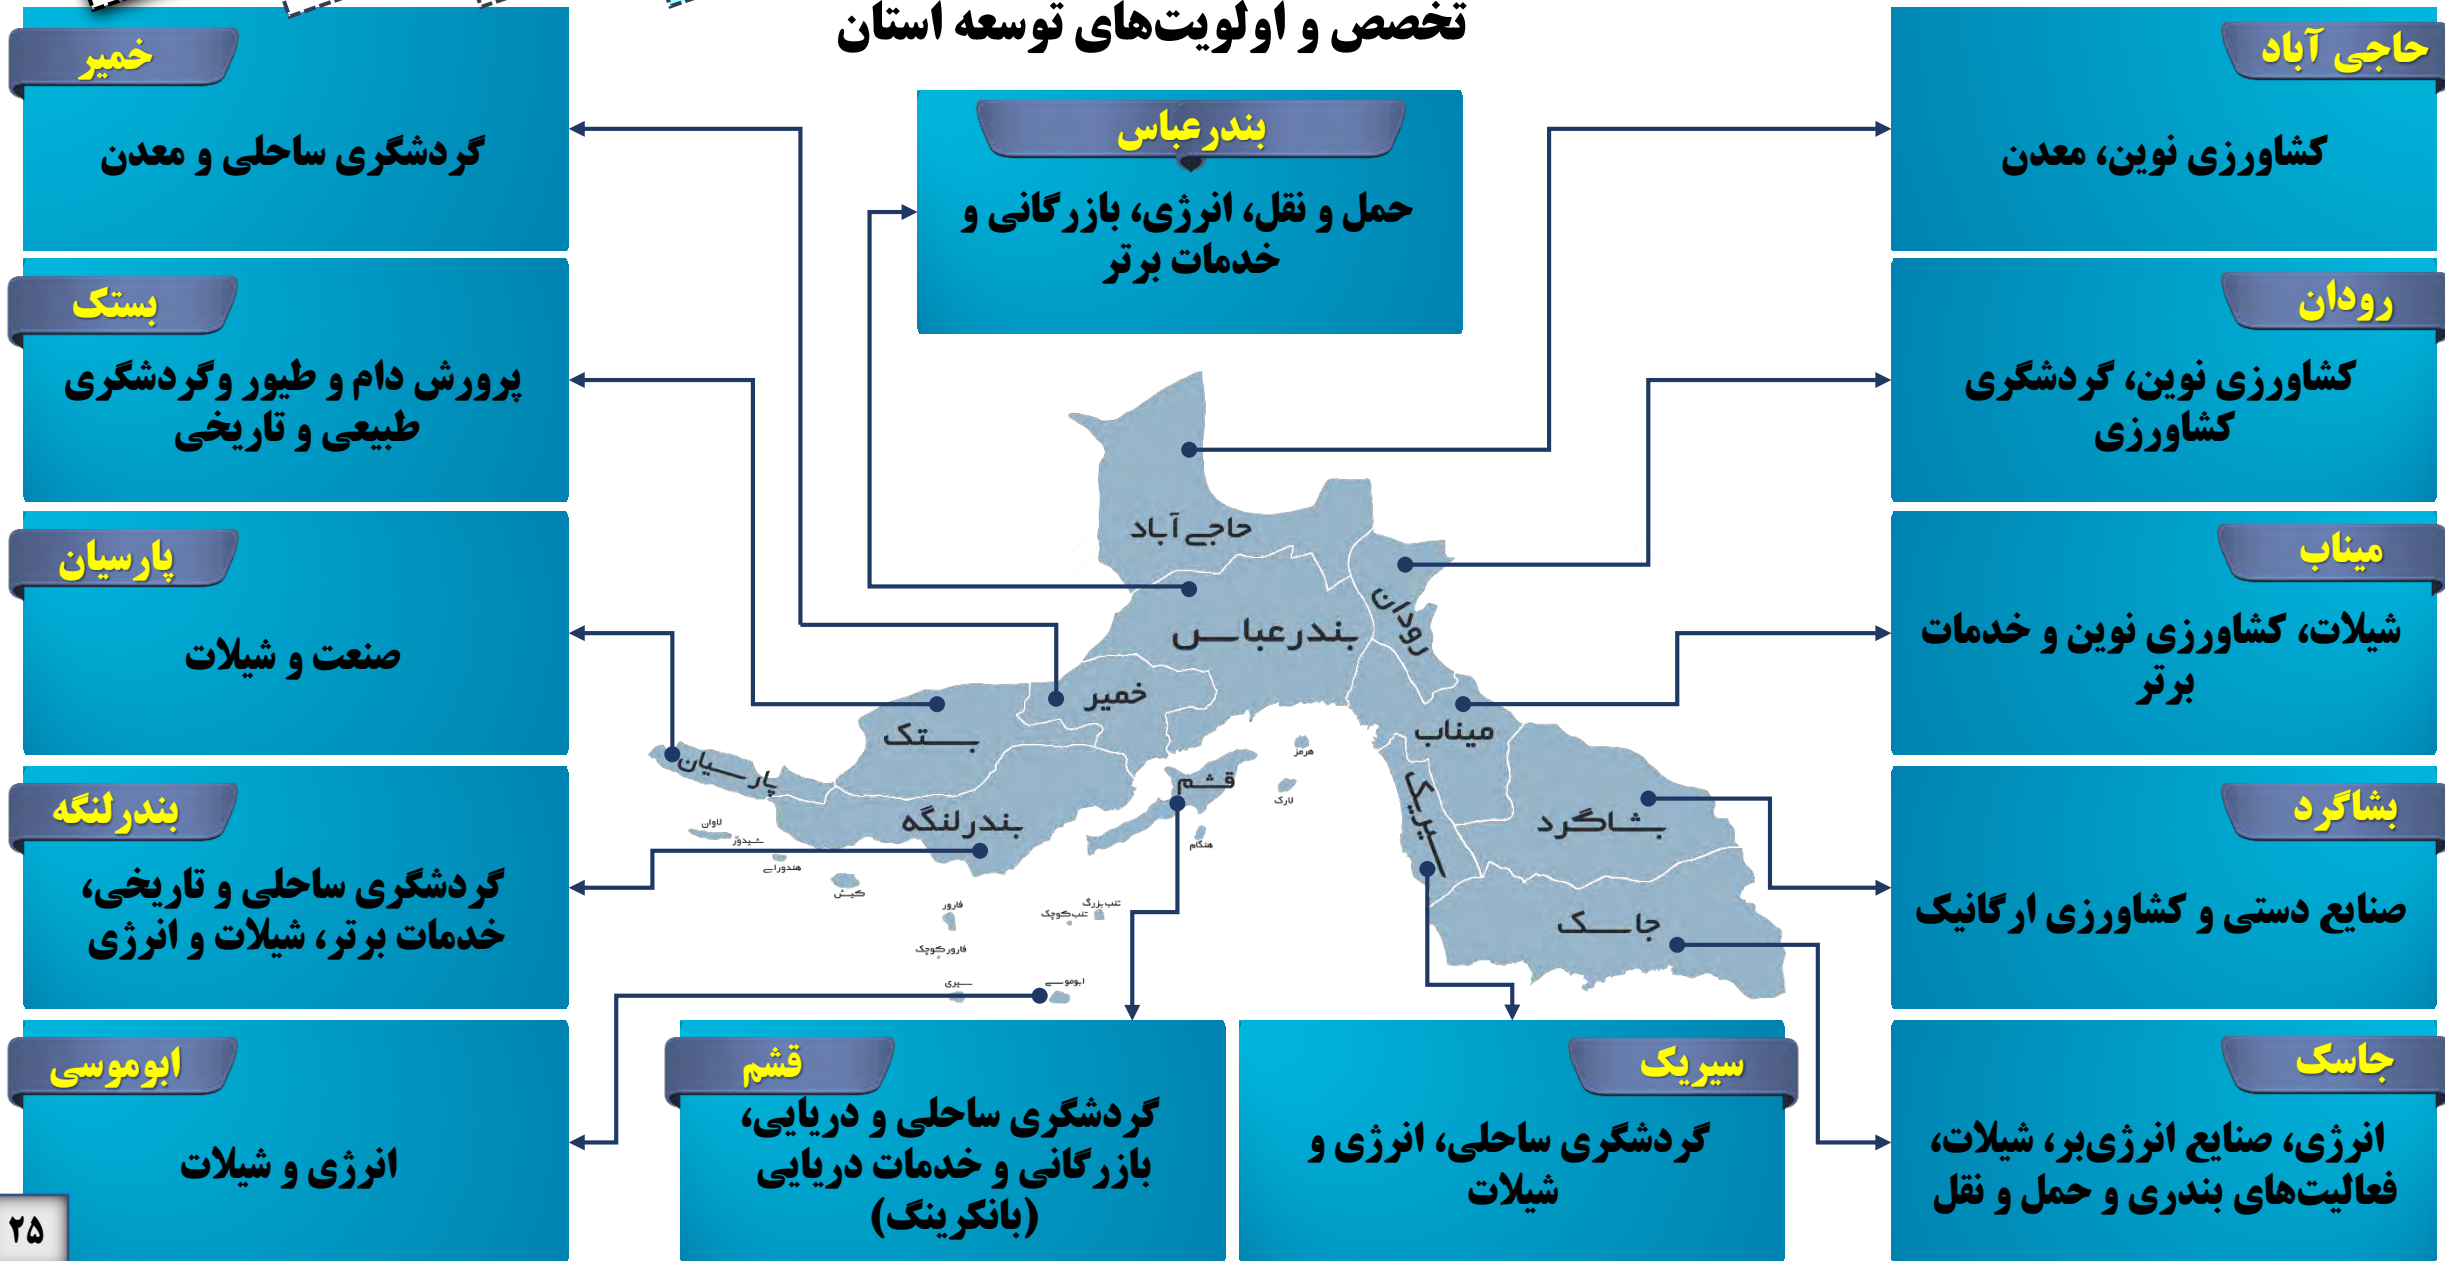 تخصص و اولویت‌های توسعه استان
حاجی آباد
کشاورزی نوین، معدن
رودان
کشاورزی نوین، گردشگری
کشاورزی
میناب
شیلات، کشاورزی نوین و خدمات
برتر
بشاگرد
صنایع دستی و کشاورزی ارگانیک
جاسک
انرژی، صنایع انرژی‌بر، شیلات،
فعالیت‌های بندری و حمل و نقل
بندرعباس
حمل و نقل، انرژی، بازرگانی و
خدمات برتر
سیریک
گردشگری ساحلی، انرژی و
شیلات
قشم
گردشگری ساحلی و دریایی،
بازرگانی و خدمات دریایی
(بانکرینگ)
خمیر
گردشگری ساحلی و معدن
بستک
پرورش دام و طیور وگردشگری
طبیعی و تاریخی
پارسیان
صنعت و شیلات
بندرلنگه
گردشگری ساحلی و تاریخی،
خدمات برتر، شیلات و انرژی
ابوموسی
انرژی و شیلات
حاجی آباد
رودان
بندرعباس
خمیر
میناب
بستک
پارسیان
قشم
هرمز
لارک
هنگام
سیریک
بشاگرد
بندرلنگه
جاسک
لاوان
شیدور
هندورابی
کیش
فارور
تنب بزرگ
تنب کوچک
فارور کوچک
سیری
ابوموسی
۲۵